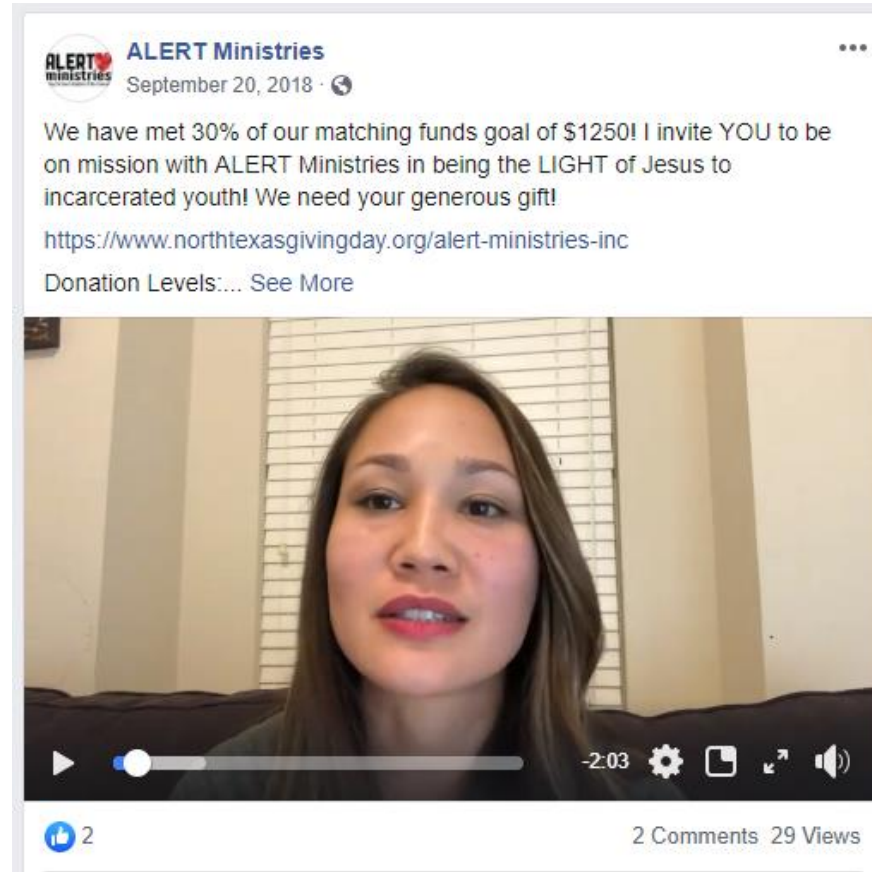 ALERT
ministries
ALERT Ministries
September 20, 2018 ·
We have met 30% of our matching funds goal of $1250! I invite YOU to be
on mission with ALERT Ministries in being the LIGHT of Jesus to
incarcerated youth! We need your generous gift!
https://www.northtexasgivingday.org/alert-ministries-inc
Donation Levels:... See More
-2:03
2
2 Comments 29 Views